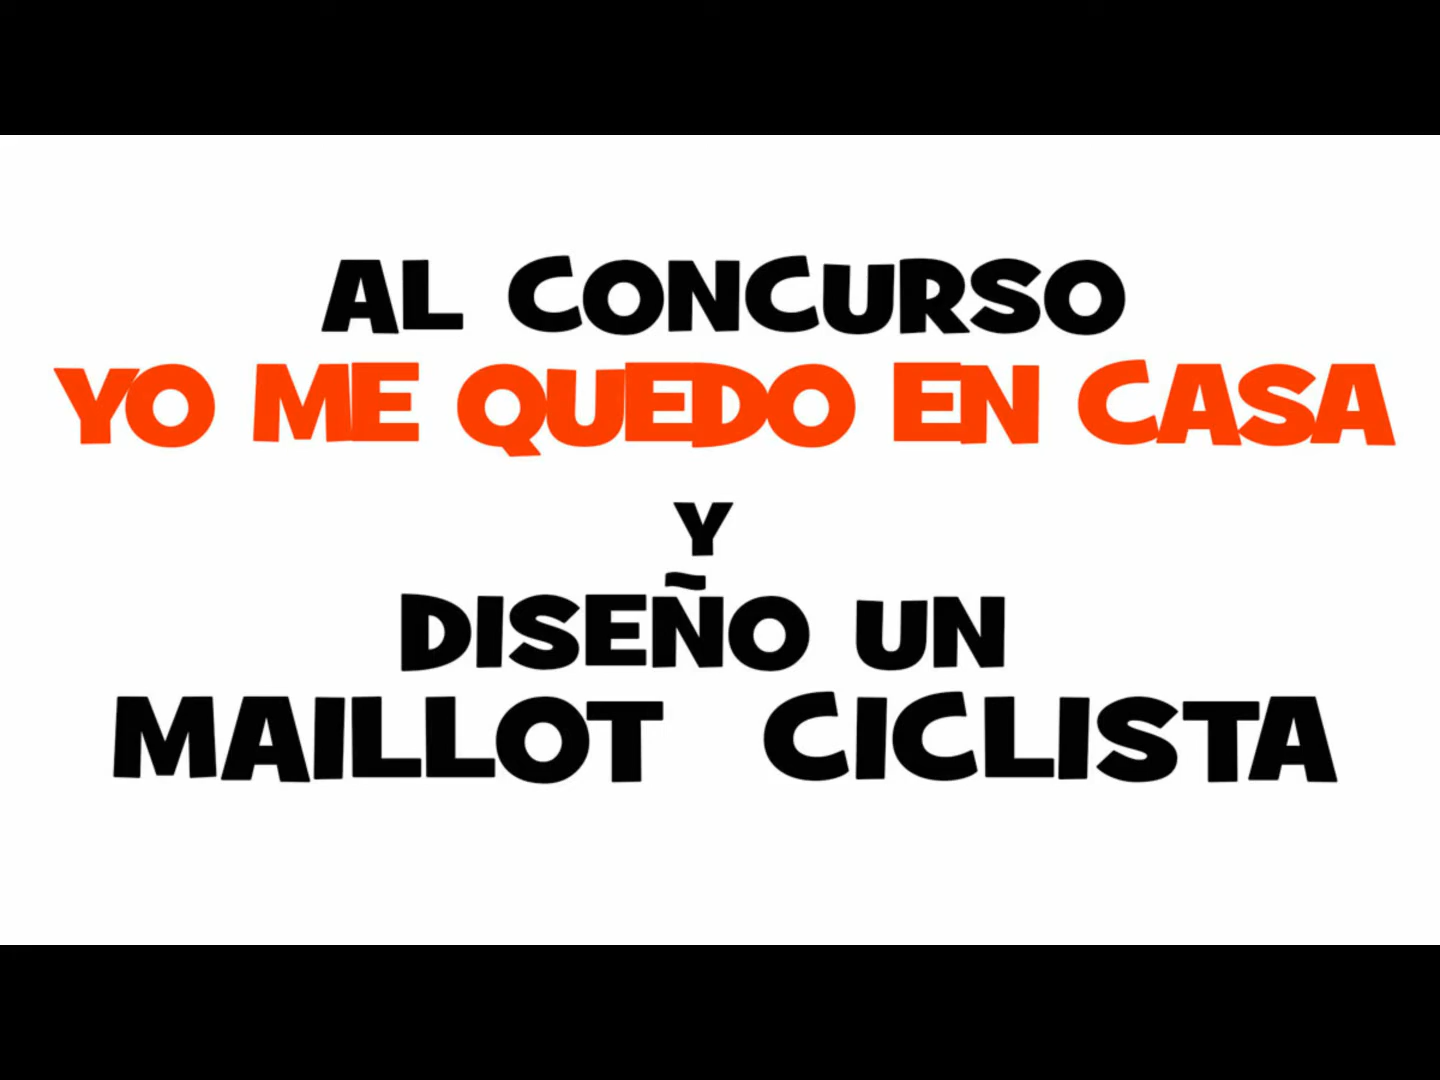 AL CONCURSO
YO ME QUEDO EN CASA
Y
DISEÑO UN
MAILLOT CICLISTA